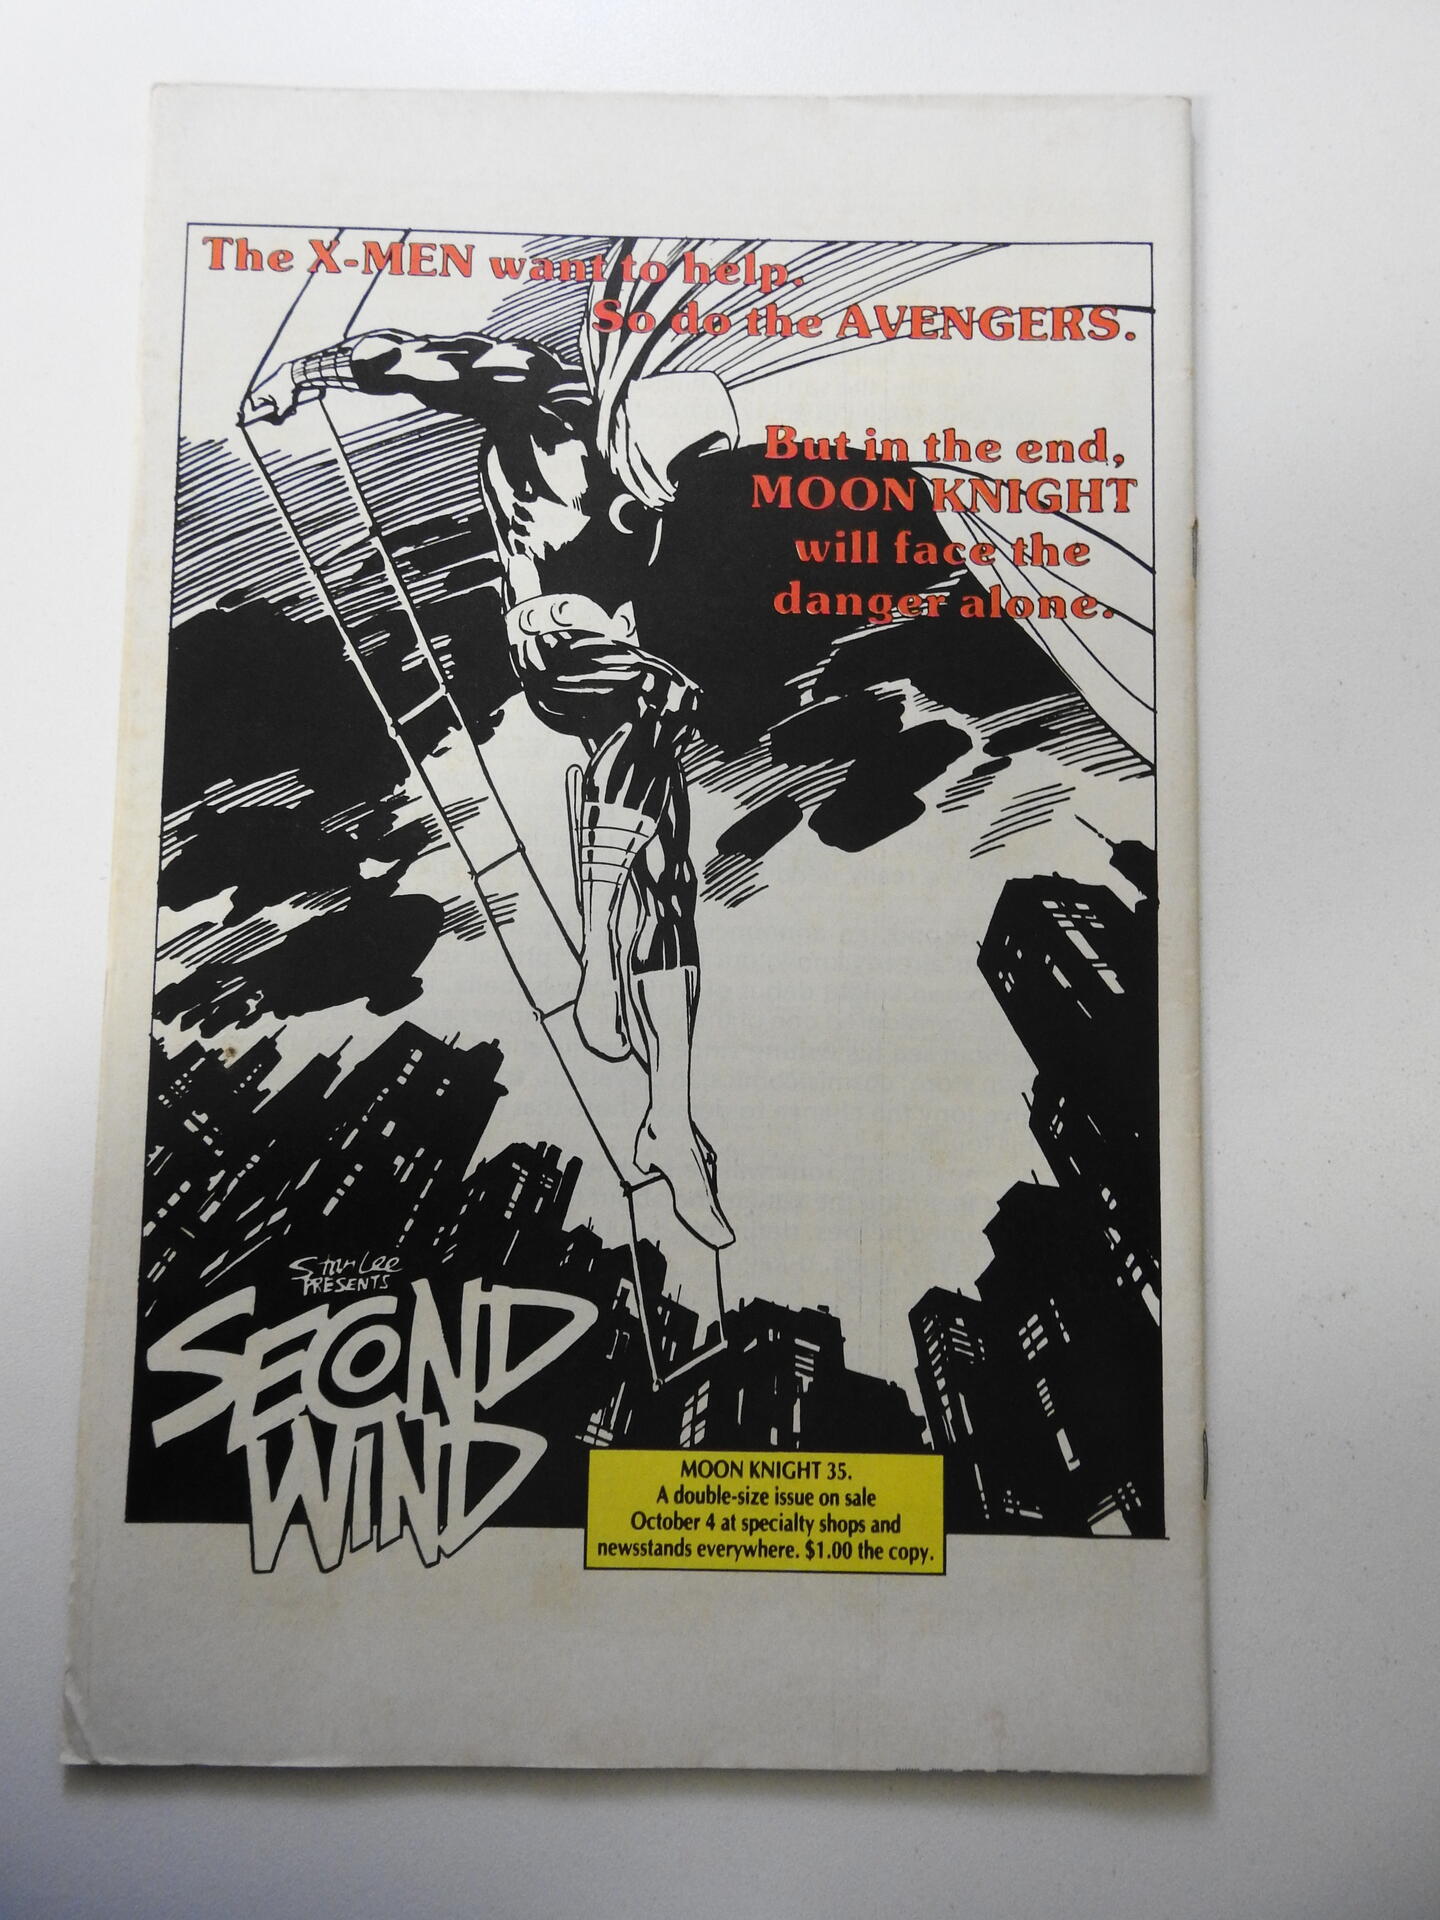 The X-MEN want to help.
So do the AVENGERS.
But in the end,
MOON KNIGHT
will face the
danger alone.
Stan Lee
PRESENTS
SECOND
WIND
MOON KNIGHT 35.
A double-size issue on sale
October 4 at specialty shops and
newsstands everywhere. $1.00 the copy.